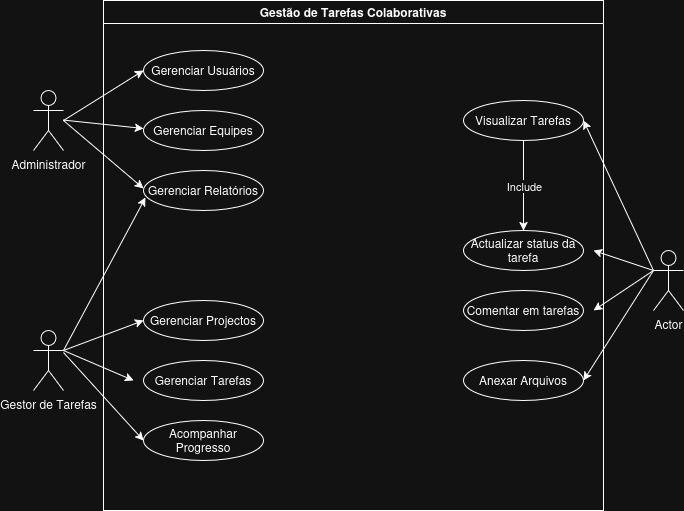 Gestão de Tarefas Colaborativas
Gerenciar Usuários
Gerenciar Equipes
Visualizar Tarefas
Administrador
Gerenciar Relatórios
Include
Actualizar status da
tarefa
Gerenciar Projectos
Comentar em tarefas
Actor
Gerenciar Tarefas
Anexar Arquivos
Gestor de Tarefas
Acompanhar
Progresso